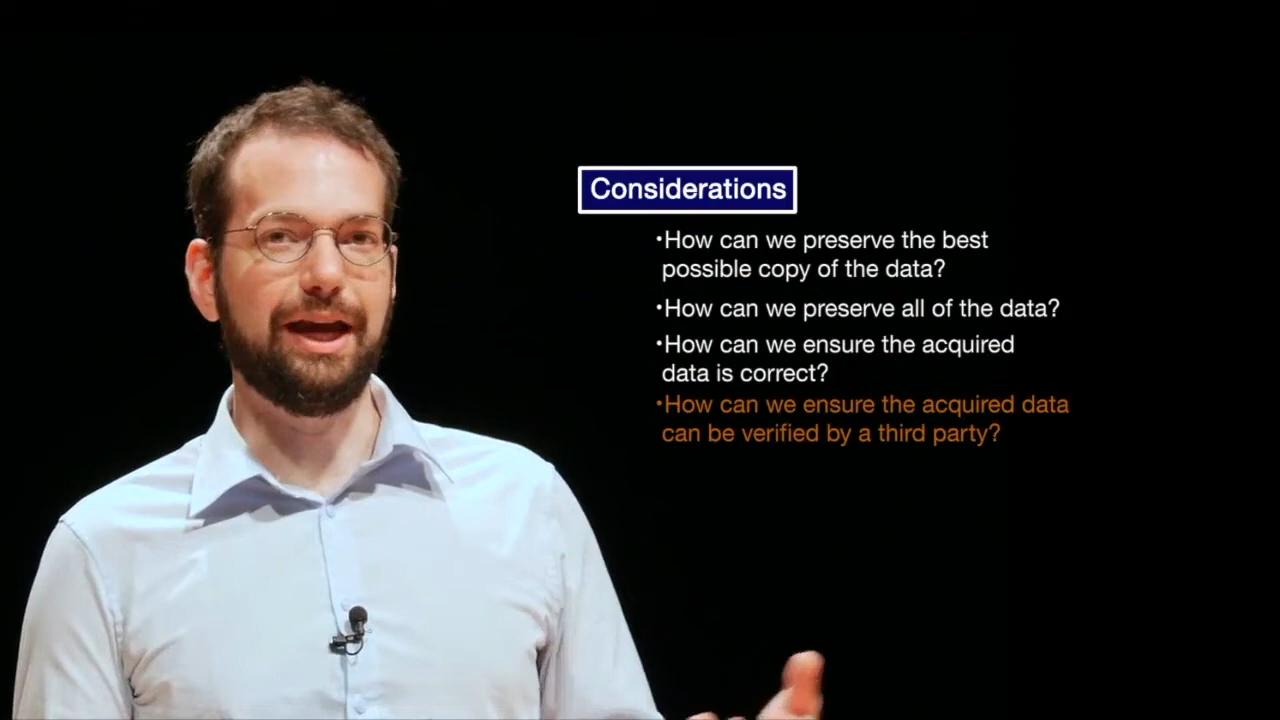 Considerations
•How can we preserve the best
possible copy of the data?
•How can we preserve all of the data?
•How can we ensure the acquired
data is correct?
•How can we ensure the acquired data
can be verified by a third party?